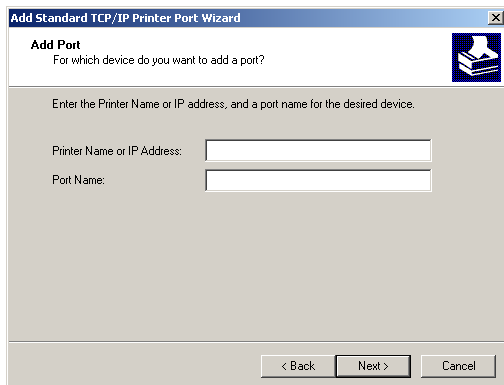 Add Standard TCP/IP Printer Port Wizard
Add Port
For which device do you want to add a port?
Enter the Printer Name or IP address, and a port name for the desired device.
Printer Name or IP Address:
Port Name:
< Back Next > Cancel